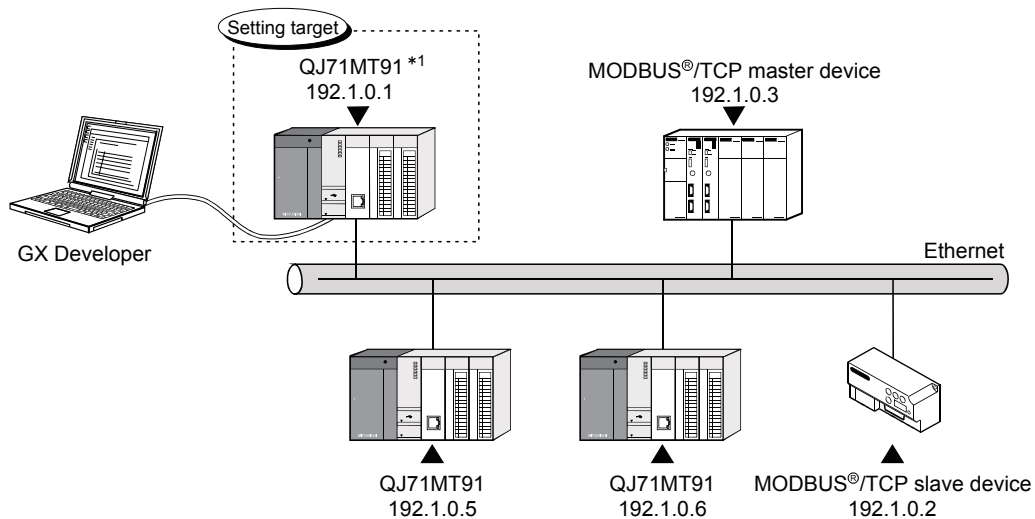 Setting target
QJ71MT91 *1
192.1.0.1
MODBUS®/TCP master device
192.1.0.3
GX Developer
Ethernet
QJ71MT91
192.1.0.5
QJ71MT91
192.1.0.6
MODBUS®/TCP slave device
192.1.0.2